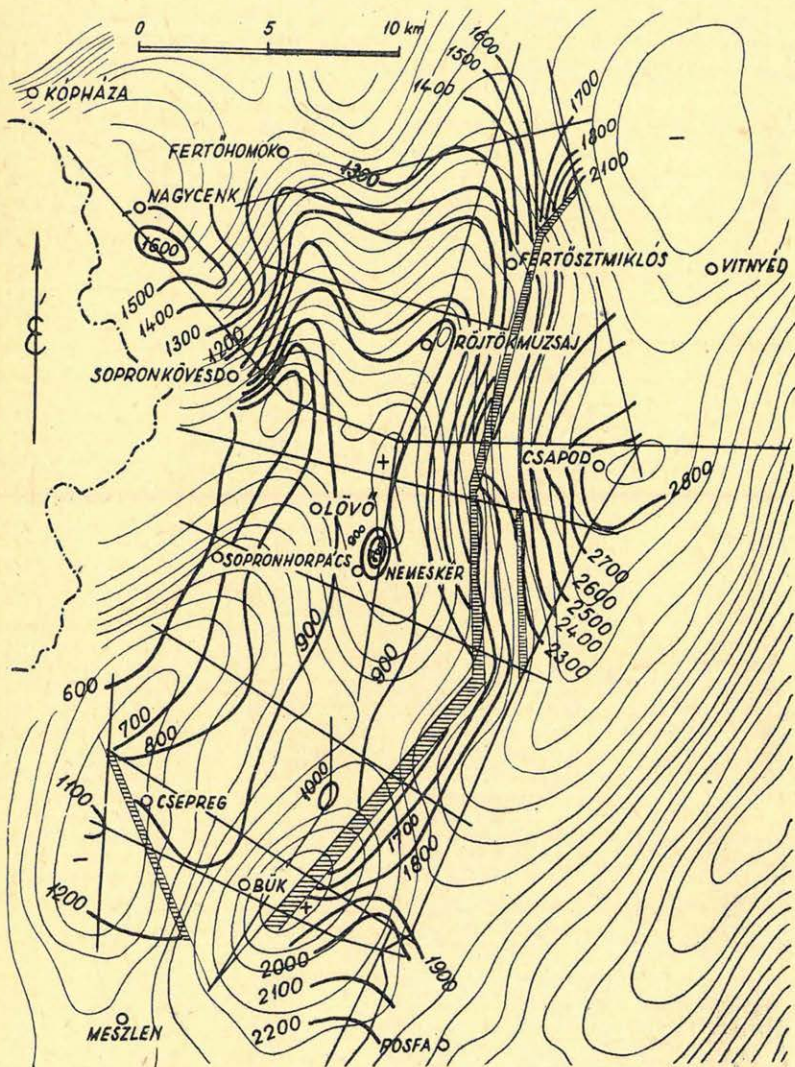 0 5 10 km
KÓPHÁZA
FERTŐHOMOK
NAGYCENK
1600
1500
1400
1300
1200
SOPRONKÖVESD
É
1300
1400
1500
1600
1700
1800
2100
FERTŐSZTMIKLÓS
VITNYÉD
RÖJTÖKMUZSAJ
CSAPOD
2800
LÖVŐ
900
SOPRONHORPÁCS
NEMESKÉR
2700
2600
2500
2400
2300
900
900
600
700
800
1100
1200
CSEPREG
1000
BÜK
1700
1800
1900
2000
2100
2200
MESZLEN
PÓSFA